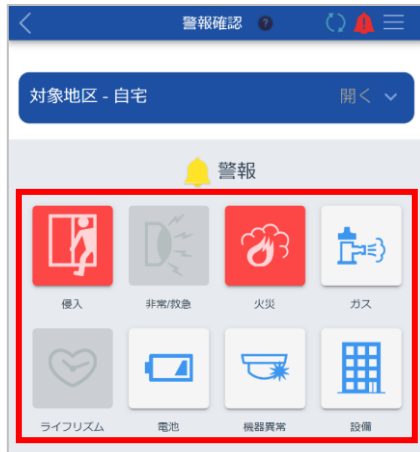 警報確認 ?
対象地区 - 自宅 開く
警報
侵入 非常/救急 火災 ガス
ライフリズム 電池 機器異常 設備